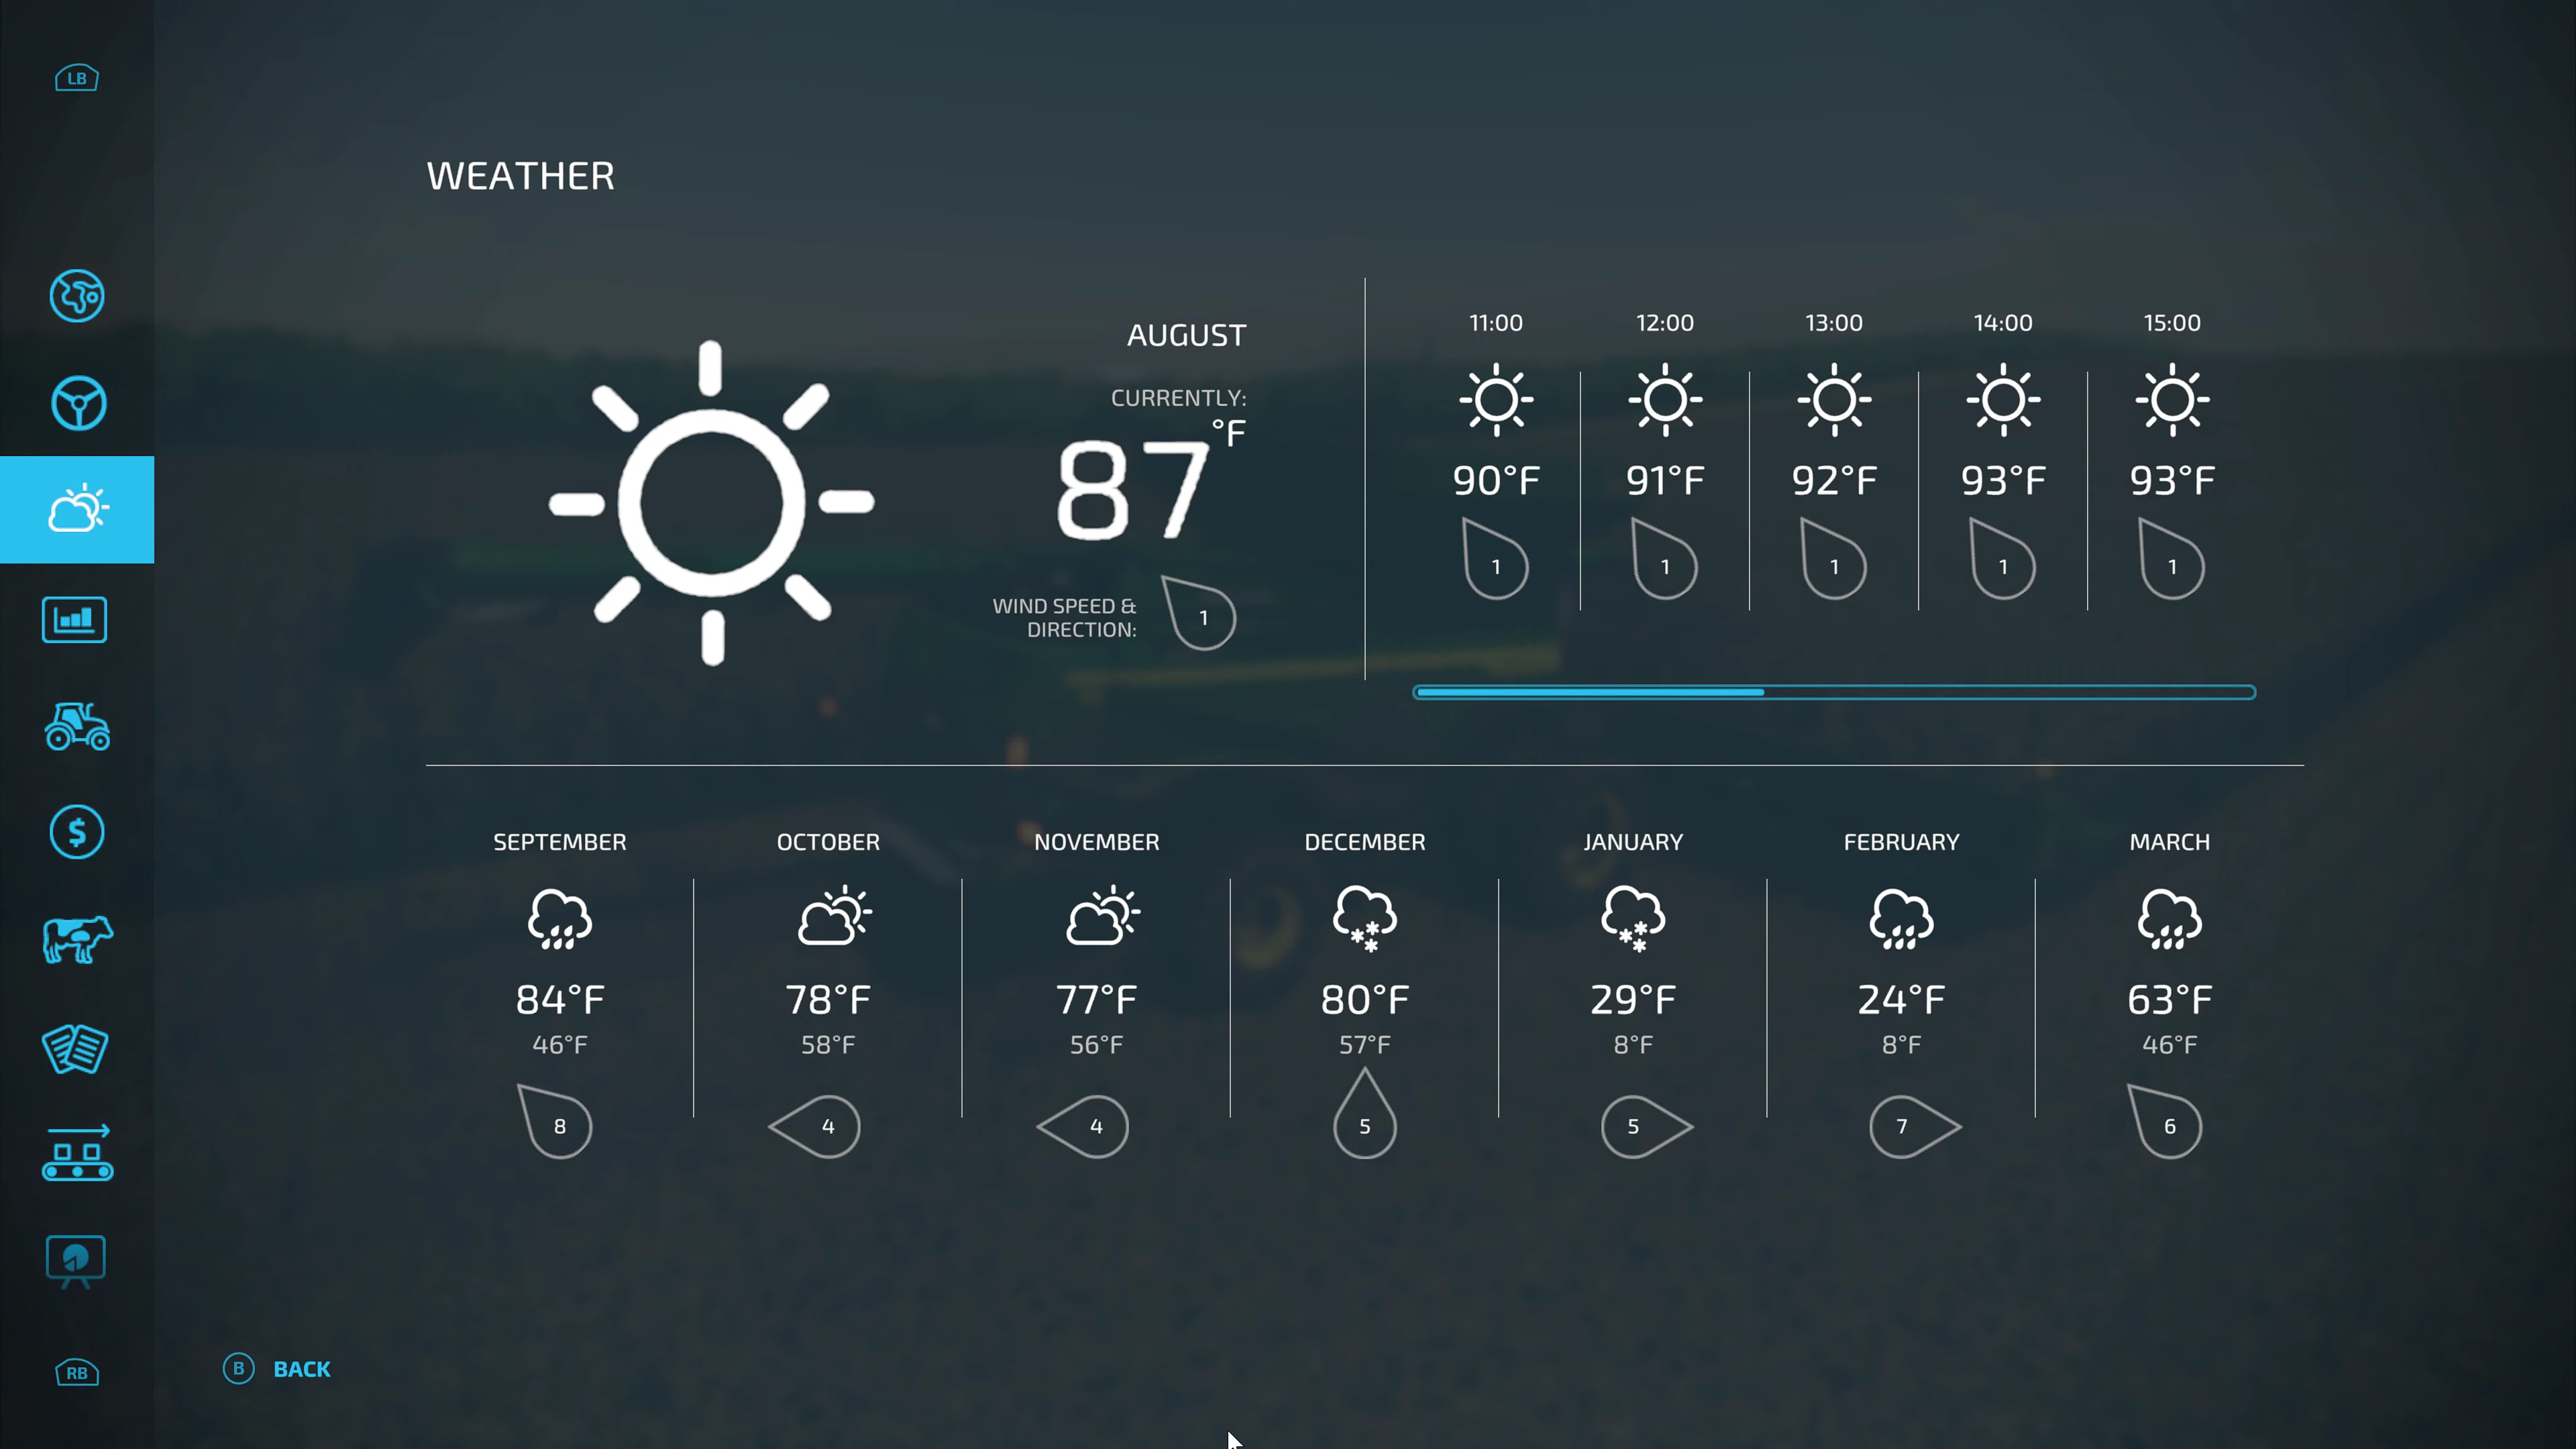 LB
WEATHER
AUGUST
CURRENTLY:
87 °F
WIND SPEED &
DIRECTION:
1
11:00 12:00 13:00 14:00 15:00
90°F 91°F 92°F 93°F 93°F
1 1 1 1 1
$
SEPTEMBER OCTOBER NOVEMBER DECEMBER JANUARY FEBRUARY MARCH
84°F 78°F 77°F 80°F 29°F 24°F 63°F
46°F 58°F 56°F 57°F 8°F 8°F 46°F
8 4 4 5 5 7 6
RB
B BACK